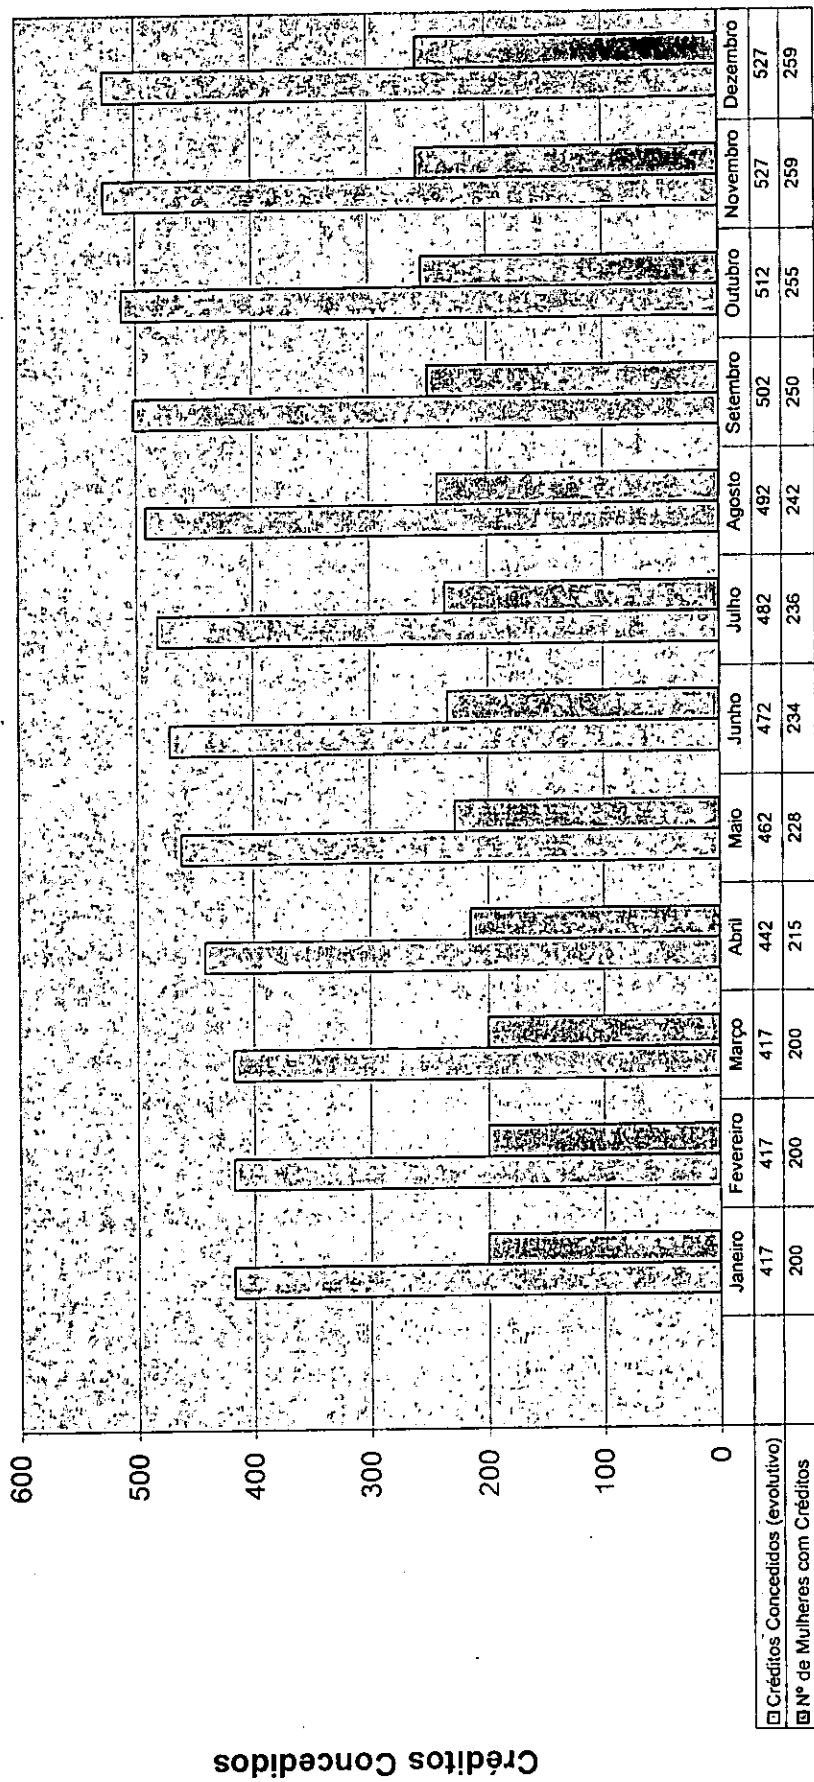 Créditos Concedidos
600
500
400
300
200
100
0
Janeiro Fevereiro Março Abril Maio Junho Julho Agosto Setembro Outubro Novembro Dezembro
Créditos Concedidos (evolutivo) 417 417 417 442 462 472 482 492 502 512 527 527
Nº de Mulheres com Créditos 200 200 200 215 228 234 236 242 250 255 259 259